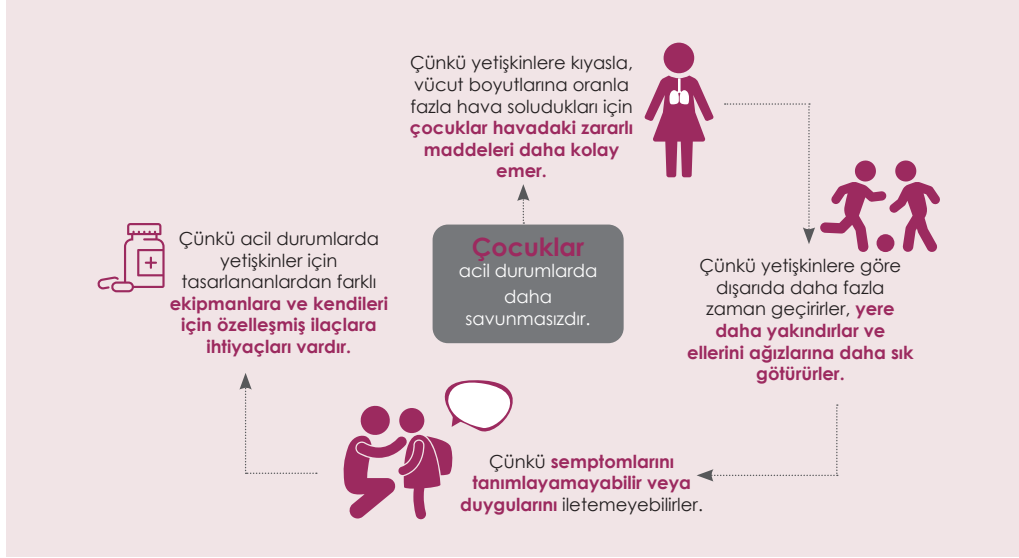 Çocuklar
acil durumlarda
daha
savunmasızdır.
Çünkü yetişkinlere kıyasla,
vücut boyutlarına oranla
fazla hava soludukları için
çocuklar havadaki zararlı
maddeleri daha kolay
emer.
Çünkü yetişkinlere göre
dışarıda daha fazla
zaman geçirirler, yere
daha yakındırlar ve
ellerini ağızlarına daha sık
götürürler.
Çünkü semptomlarını
tanımlayamayabilir veya
duygularını iletemeyebilirler.
Çünkü acil durumlarda
yetişkinler için
tasarlananlardan farklı
ekipmanlara ve kendileri
için özelleşmiş ilaçlara
ihtiyaçları vardır.